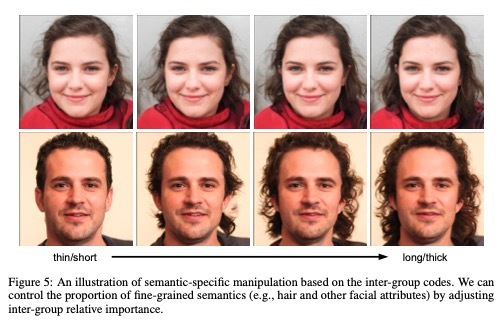 thin/short
long/thick
Figure 5: An illustration of semantic-specific manipulation based on the inter-group codes. We can
control the proportion of fine-grained semantics (e.g., hair and other facial attributes) by adjusting
inter-group relative importance.